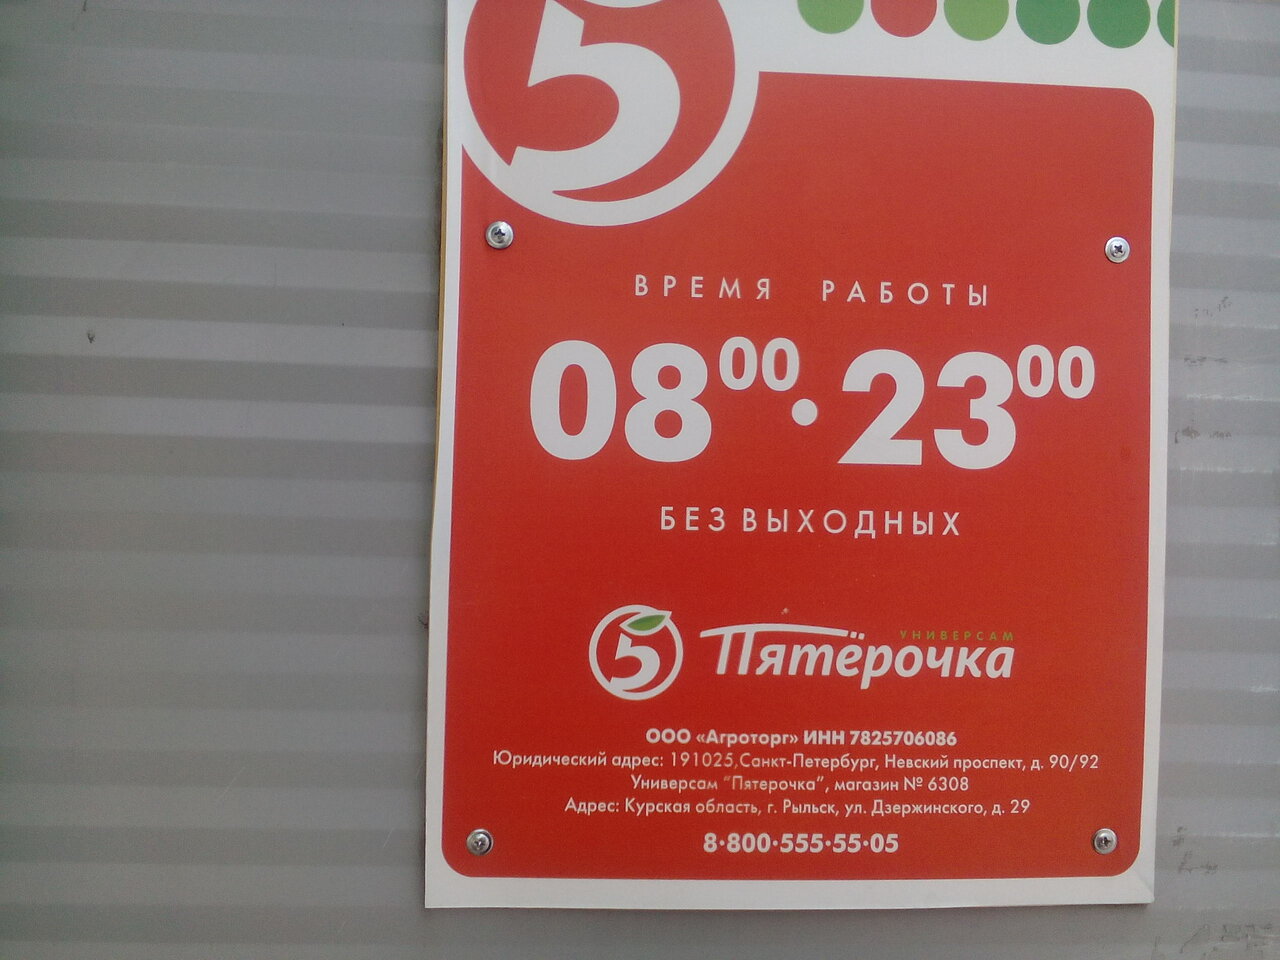 5
ВРЕМЯ РАБОТЫ
08⁰⁰·23⁰⁰
БЕЗ ВЫХОДНЫХ
5 Пятёрочка УНИВЕРСАМ
ООО «Агроторг» ИНН 7825706086
Юридический адрес: 191025,Санкт-Петербург, Невский проспект, д. 90/92
Универсам "Пятерочка", магазин № 6308
Адрес: Курская область, г. Рыльск, ул. Дзержинского, д. 29
8·800·555·55·05